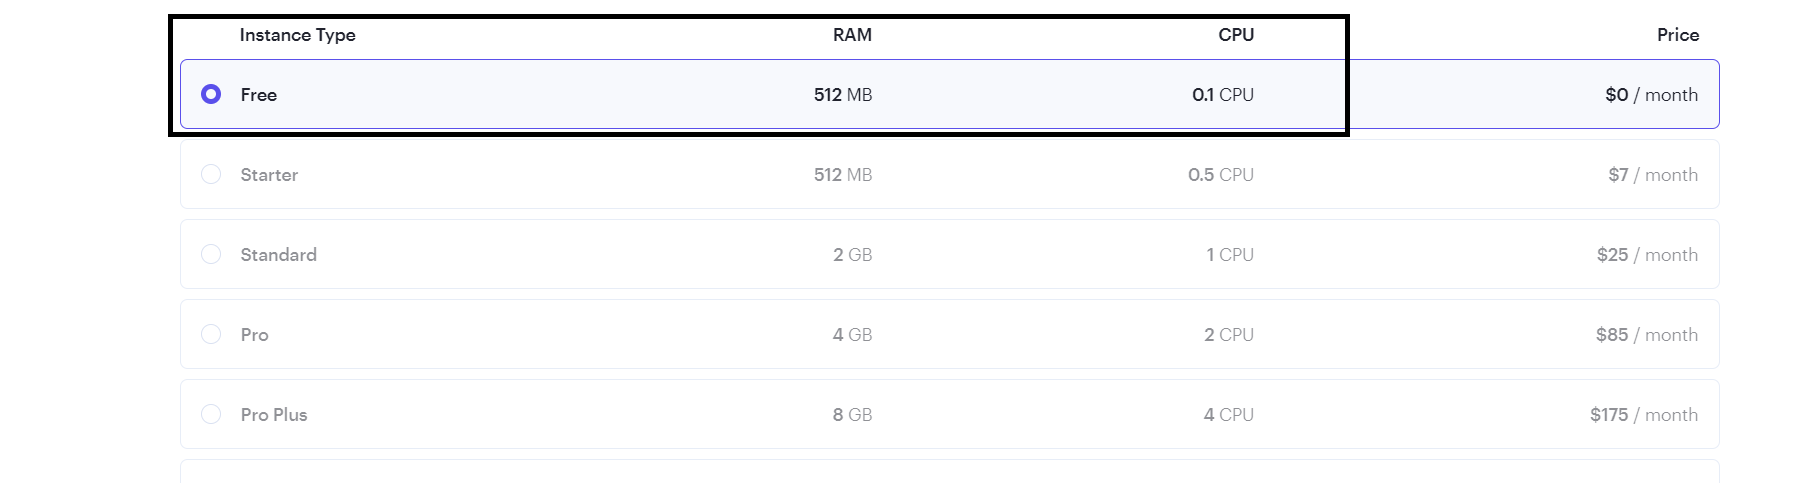 Instance Type RAM CPU Price
Free 512 MB 0.1 CPU $0 / month
Starter 512 MB 0.5 CPU $7 / month
Standard 2 GB 1 CPU $25 / month
Pro 4 GB 2 CPU $85 / month
Pro Plus 8 GB 4 CPU $175 / month